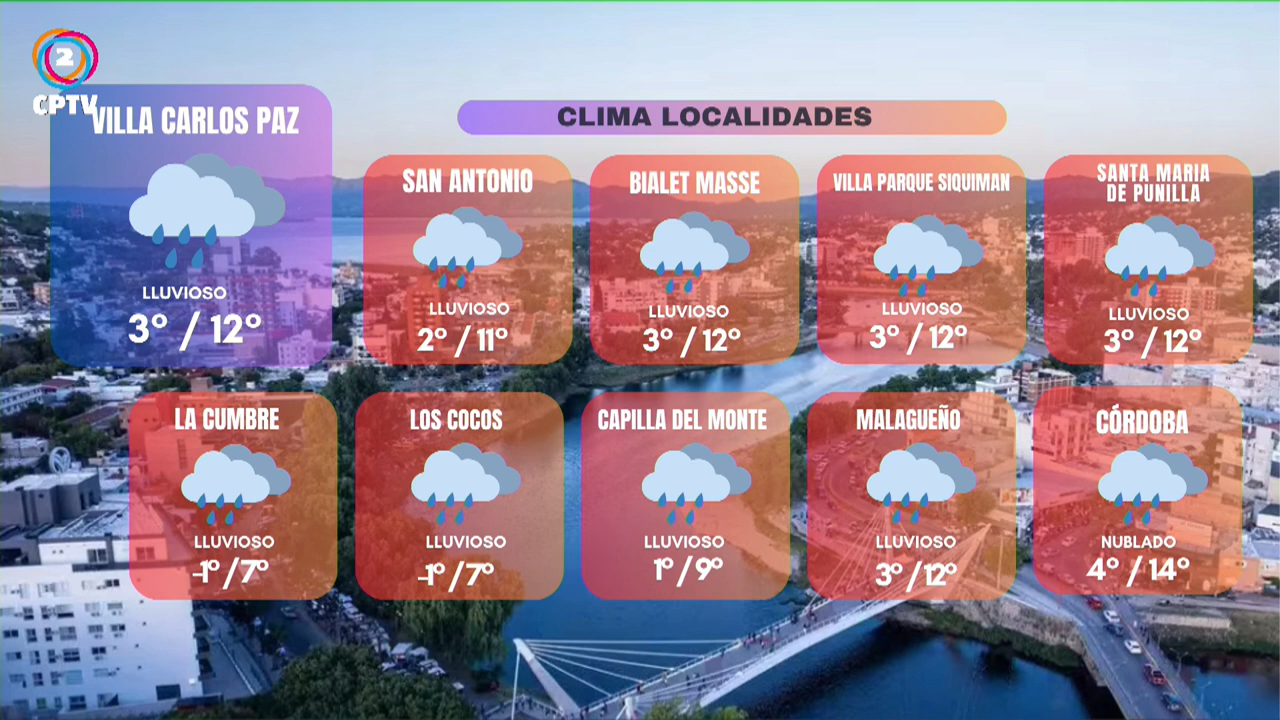 2
CPTV
VILLA CARLOS PAZ
LLUVIOSO
3° / 12°
CLIMA LOCALIDADES
SAN ANTONIO
LLUVIOSO
2° / 11°
BIALET MASSE
LLUVIOSO
3° / 12°
VILLA PARQUE SIQUIMAN
LLUVIOSO
3° / 12°
SANTA MARIA
DE PUNILLA
LLUVIOSO
3° / 12°
LA CUMBRE
LLUVIOSO
-1° / 7°
LOS COCOS
LLUVIOSO
-1° / 7°
CAPILLA DEL MONTE
LLUVIOSO
1° / 9°
MALAGUEÑO
LLUVIOSO
3° / 12°
CÓRDOBA
NUBLADO
4° / 14°